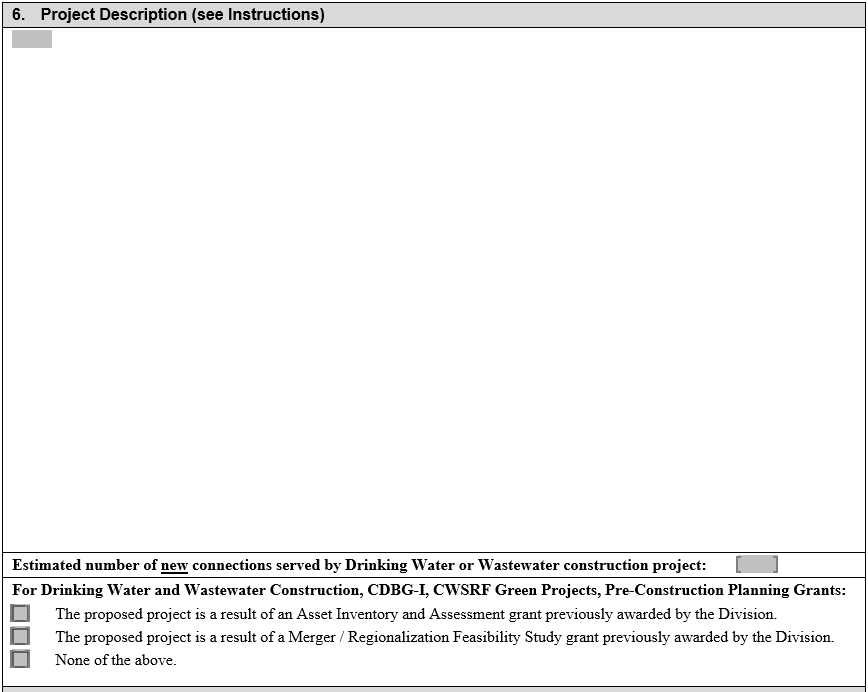 6. Project Description (see Instructions)
Estimated number of new connections served by Drinking Water or Wastewater construction project:
For Drinking Water and Wastewater Construction, CDBG-I, CWSRF Green Projects, Pre-Construction Planning Grants:
The proposed project is a result of an Asset Inventory and Assessment grant previously awarded by the Division.
The proposed project is a result of a Merger / Regionalization Feasibility Study grant previously awarded by the Division.
None of the above.